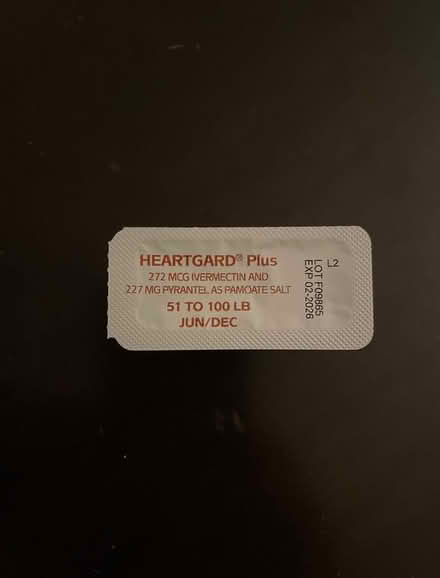 HEARTGARD® Plus
272 MCG IVERMECTIN AND
227 MG PYRANTEL AS PAMOATE SALT
51 TO 100 LB
JUN/DEC
L2
LOT F09865
EXP 02-2026